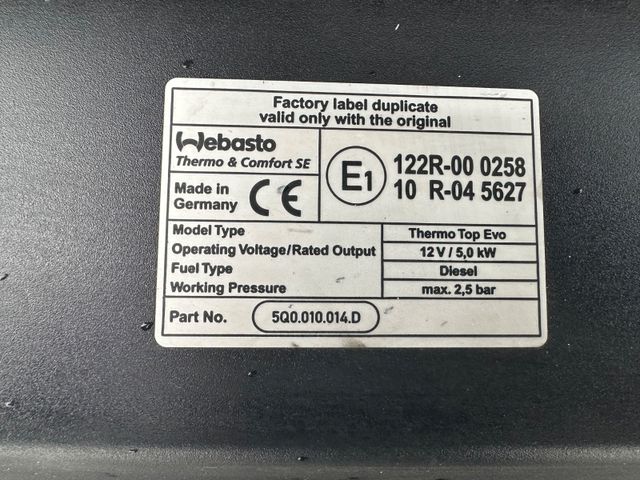 Factory label duplicate
valid only with the original
Webasto
Thermo & Comfort SE
Made in
Germany
CE
E1
122R-00 0258
10 R-04 5627
Model Type
Thermo Top Evo
Operating Voltage/Rated Output
12 V / 5,0 kW
Fuel Type
Diesel
Working Pressure
max. 2,5 bar
Part No.
5Q0.010.014.D